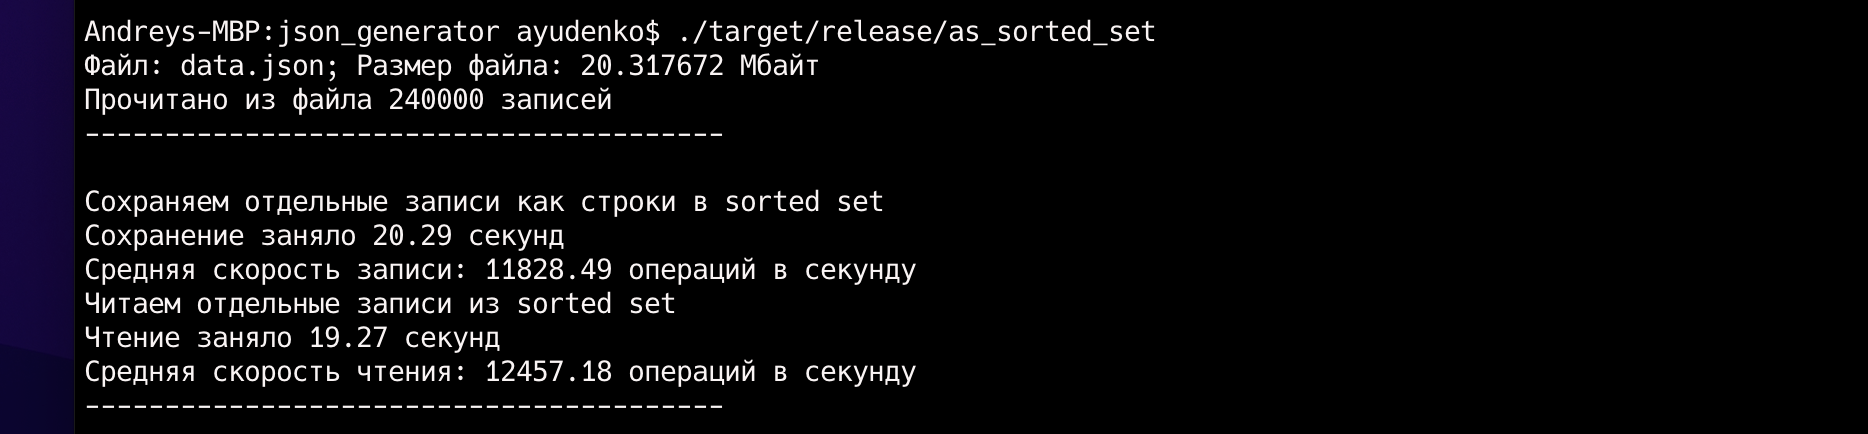 Andreys-MBP:json_generator ayudenko$ ./target/release/as_sorted_set
Файл: data.json; Размер файла: 20.317672 Мбайт
Прочитано из файла 240000 записей
----------------------------------------
Сохраняем отдельные записи как строки в sorted set
Сохранение заняло 20.29 секунд
Средняя скорость записи: 11828.49 операций в секунду
Читаем отдельные записи из sorted set
Чтение заняло 19.27 секунд
Средняя скорость чтения: 12457.18 операций в секунду
----------------------------------------